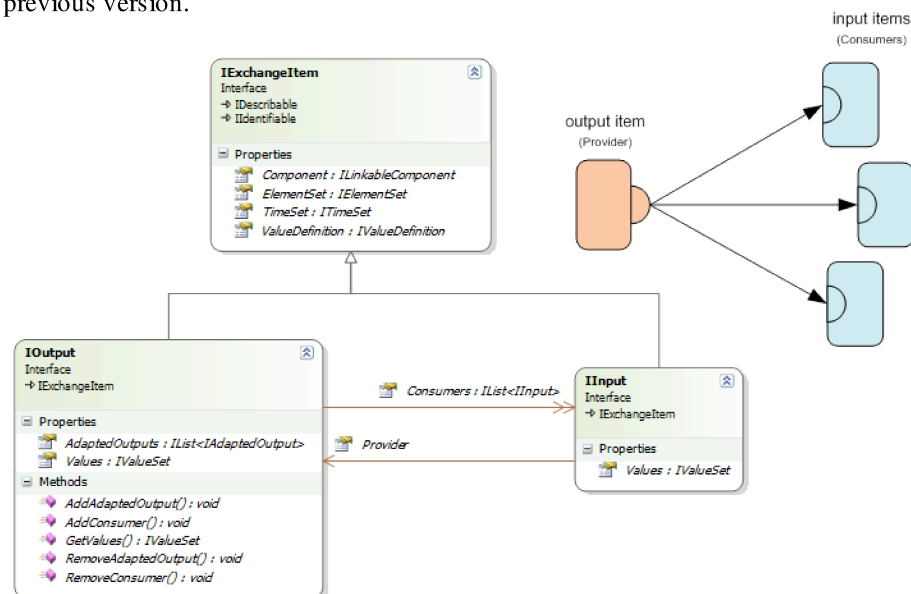 previous version.
input items
(Consumers)
output item
(Provider)
IExchangeItem
Interface
IDescribable
IIdentifiable
Properties
Component : ILinkableComponent
ElementSet : IElementSet
TimeSet : ITimeSet
ValueDefinition : IValueDefinition
IOutput
Interface
IExchangeItem
Properties
AdaptedOutputs : IList<IAdaptedOutput>
Values : IValueSet
Methods
AddAdaptedOutput() : void
AddConsumer() : void
GetValues() : IValueSet
RemoveAdaptedOutput() : void
RemoveConsumer() : void
Consumers : IList<IInput>
Provider
IInput
Interface
IExchangeItem
Properties
Values : IValueSet